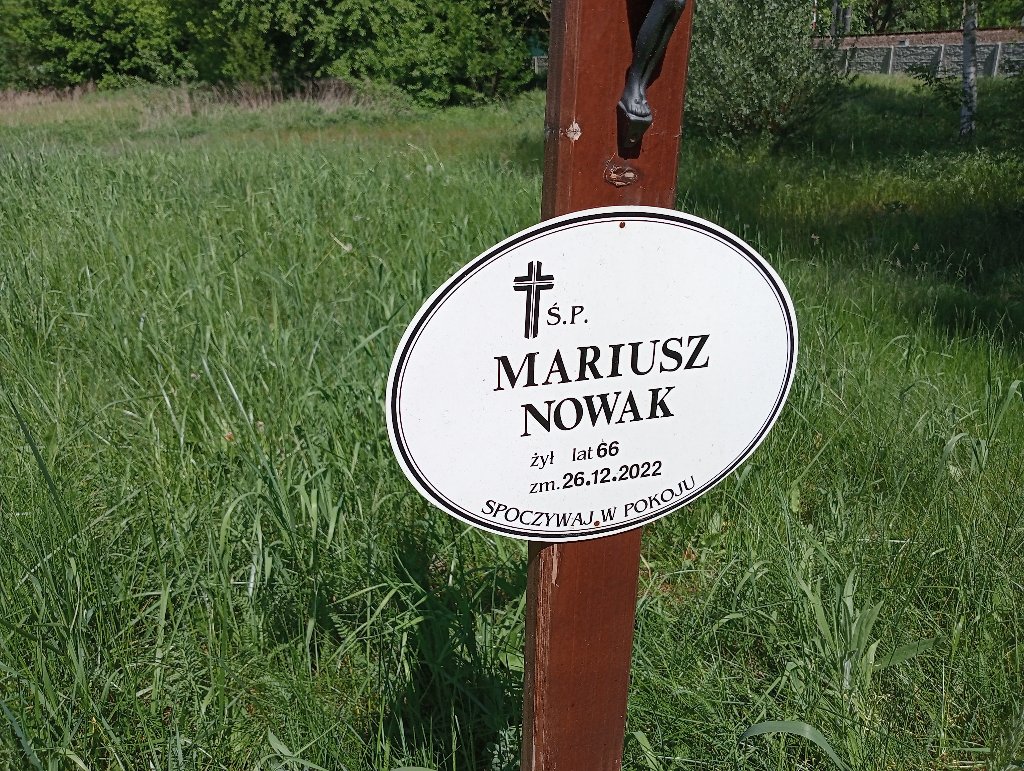 Ś.P.
MARIUSZ
NOWAK
żył lat 66
zm. 26.12.2022
SPOCZYWAJ W POKOJU